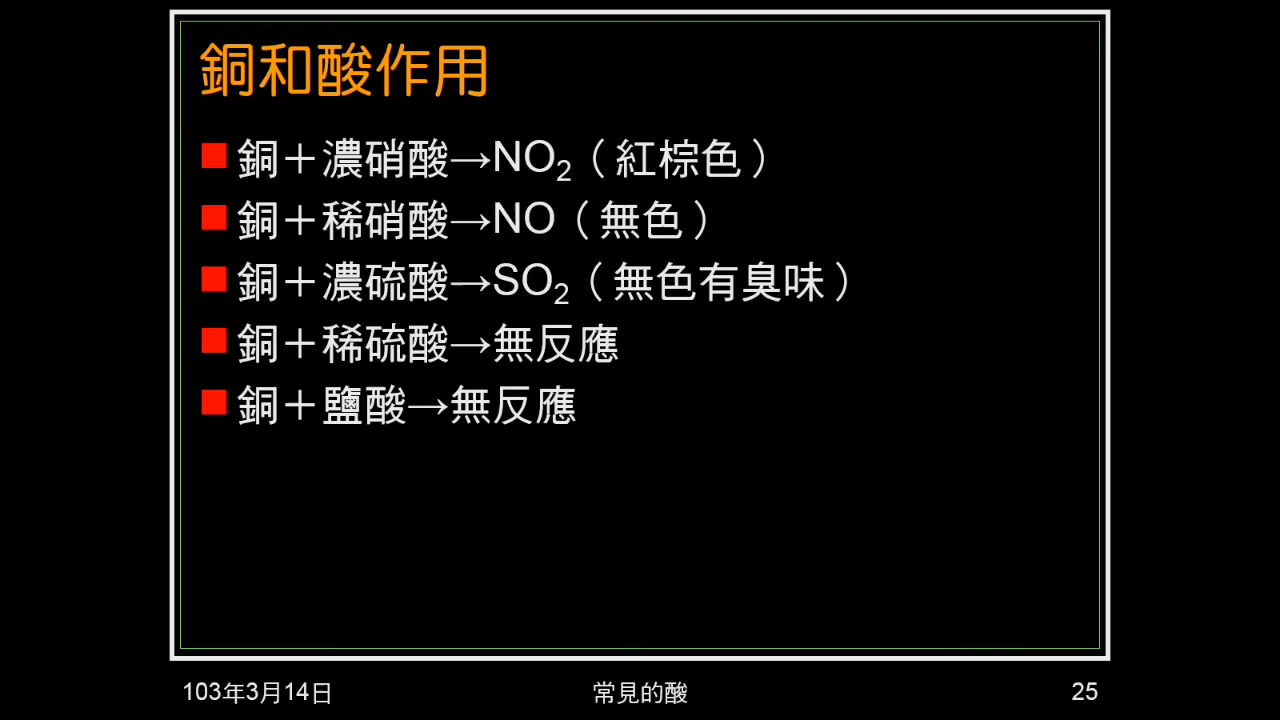 銅和酸作用
銅＋濃硝酸→NO₂（紅棕色）
銅＋稀硝酸→NO（無色）
銅＋濃硫酸→SO₂（無色有臭味）
銅＋稀硫酸→無反應
銅＋鹽酸→無反應
103年3月14日
常見的酸
25